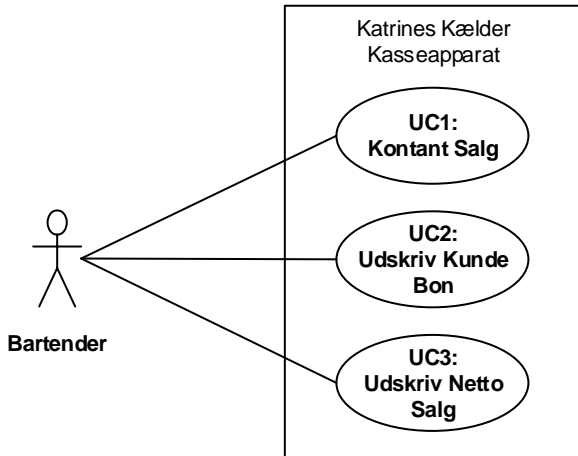 Katrines Kælder
Kasseapparat
UC1:
Kontant Salg
UC2:
Udskriv Kunde
Bon
Bartender
UC3:
Udskriv Netto
Salg